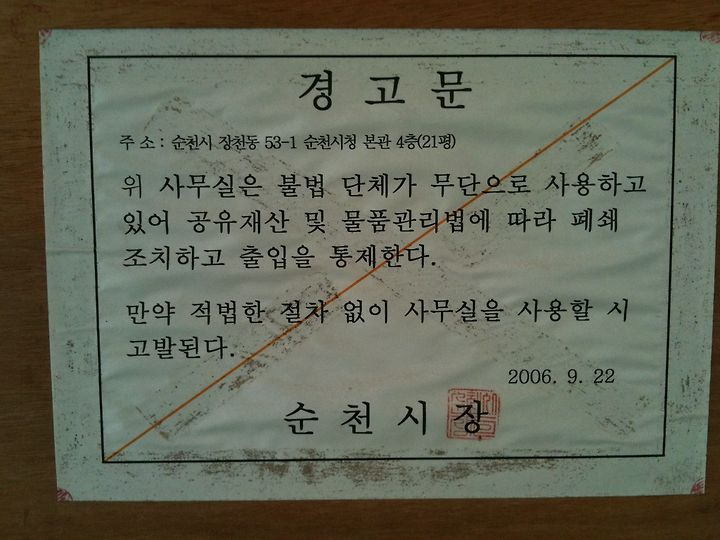 경 고 문
주 소 : 순천시 장천동 53-1 순천시청 본관 4층(21평)
위 사무실은 불법 단체가 무단으로 사용하고
있어 공유재산 및 물품관리법에 따라 폐쇄
조치하고 출입을 통제한다.
만약 적법한 절차 없이 사무실을 사용할 시
고발된다.
2006. 9. 22
순 천 시 장